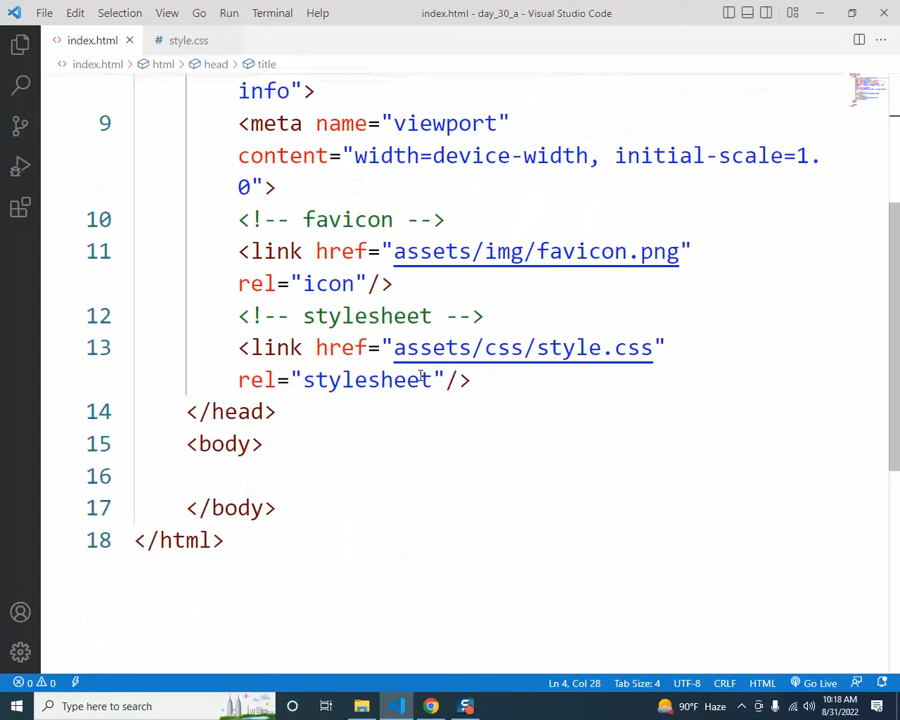 File Edit Selection View Go Run Terminal Help index.html - day_30_a - Visual Studio Code
index.html style.css
index.html html head title
info">
9 <meta name="viewport"
content="width=device-width, initial-scale=1.
0">
10 <!-- favicon -->
11 <link href="assets/img/favicon.png"
rel="icon"/>
12 <!-- stylesheet -->
13 <link href="assets/css/style.css"
rel="stylesheet"/>
14 </head>
15 <body>
16
17 </body>
18 </html>
0 0 Ln 4, Col 28 Tab Size: 4 UTF-8 CRLF HTML Go Live
Type here to search 90°F Haze 10:18 AM
8/31/2022